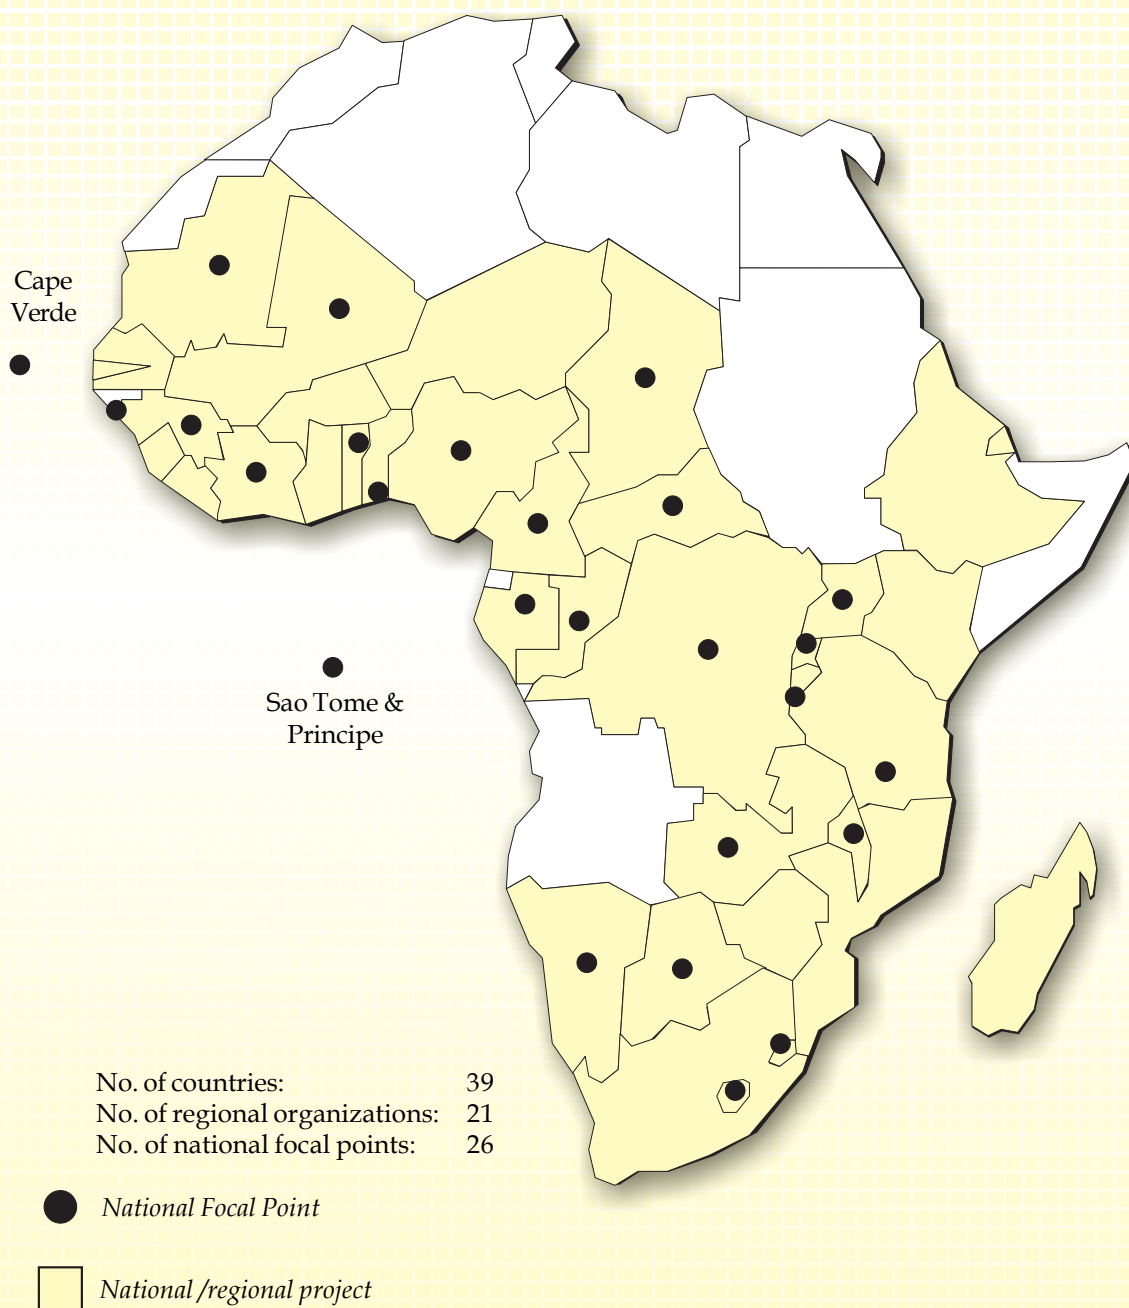 Cape
Verde
Sao Tome &
Principe
No. of countries: 39
No. of regional organizations: 21
No. of national focal points: 26
National Focal Point
National /regional project